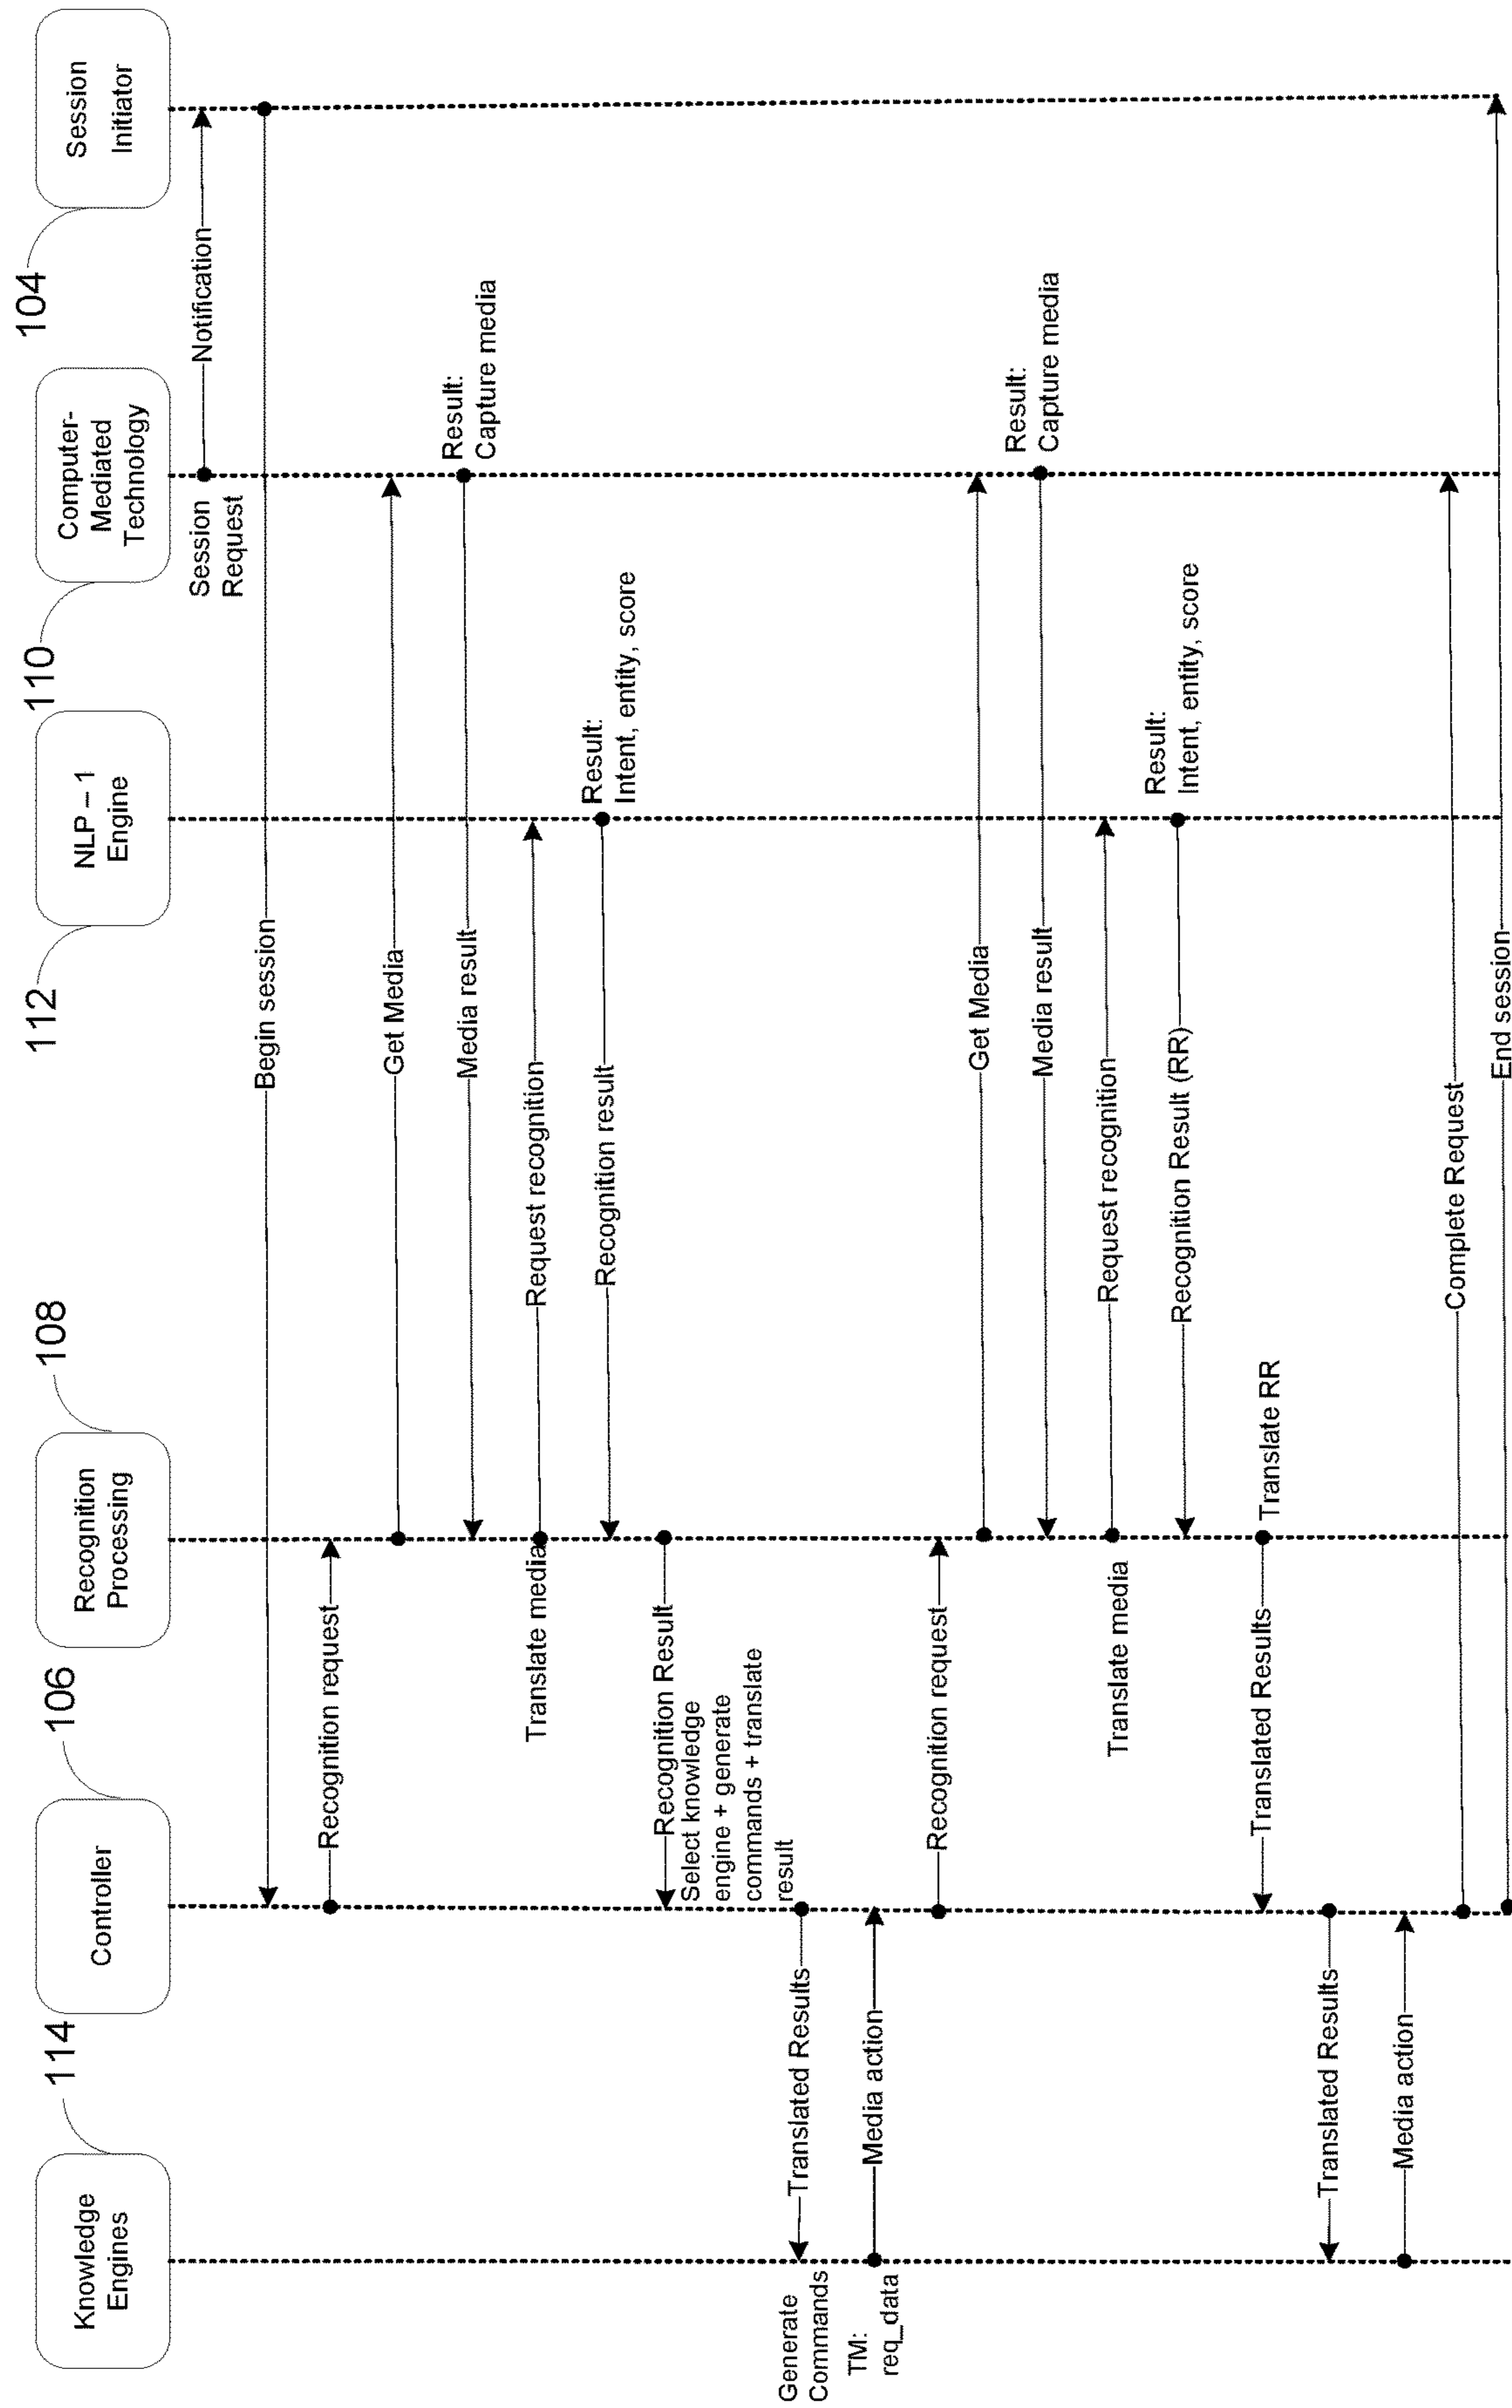 Knowledge
Engines
114
Controller
106
Recognition
Processing
108
NLP – 1
Engine
112
Computer-
Mediated
Technology
110
Session
Initiator
104
Session
Request
Notification
Begin session
Recognition request
Get Media
Result:
Capture media
Media result
Translate media
Request recognition
Result:
Intent, entity, score
Recognition result
Recognition Result
Select knowledge
engine + generate
commands + translate
result
Generate
Commands
Translated Results
TM:
req_data
Media action
Recognition request
Get Media
Result:
Capture media
Media result
Translate media
Request recognition
Result:
Intent, entity, score
Recognition Result (RR)
Translate RR
Translated Results
Translated Results
Media action
Complete Request
End session